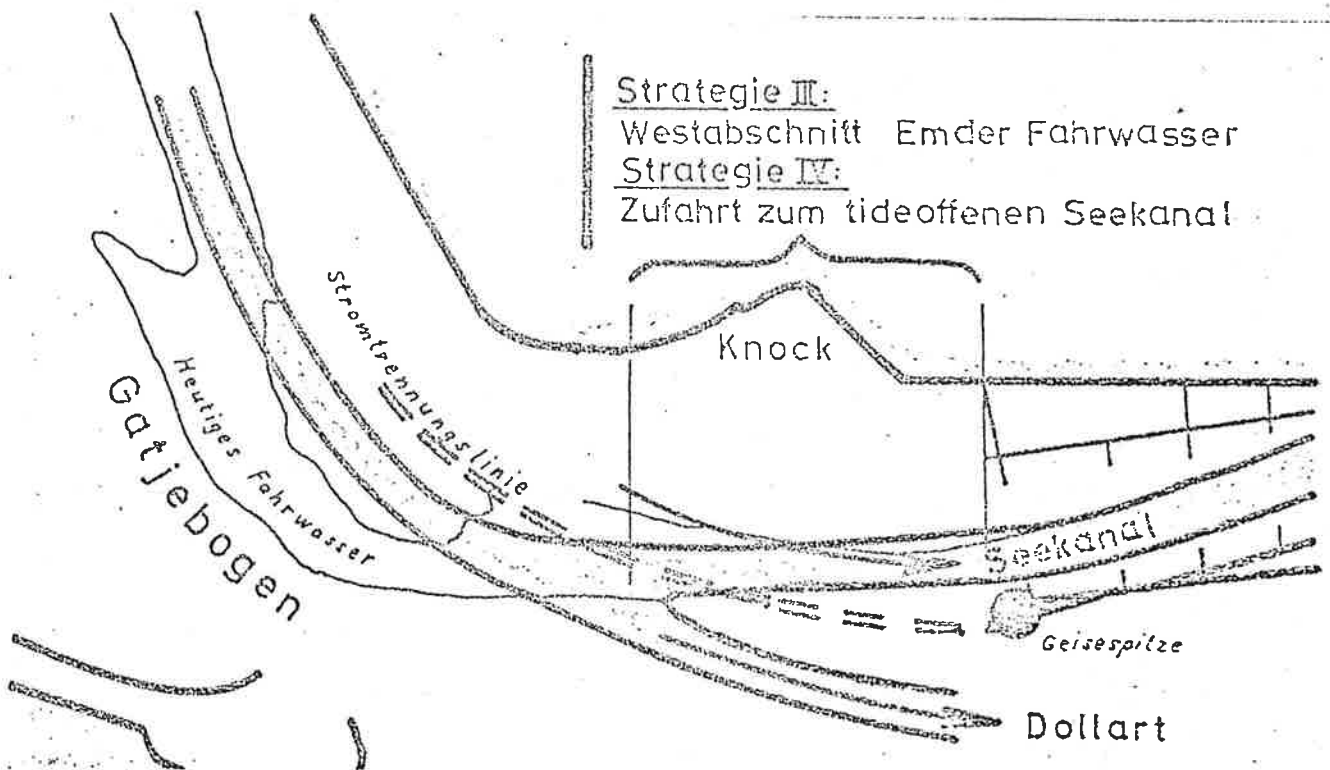 Strategie III:
Westabschnitt Emder Fahrwasser
Strategie IV:
Zufahrt zum tideoffenen Seekanal
Knock
Stromtrennungslinie
Heutiges Fahrwasser
Gatjebogen
Seekanal
Geisespitze
Dollart